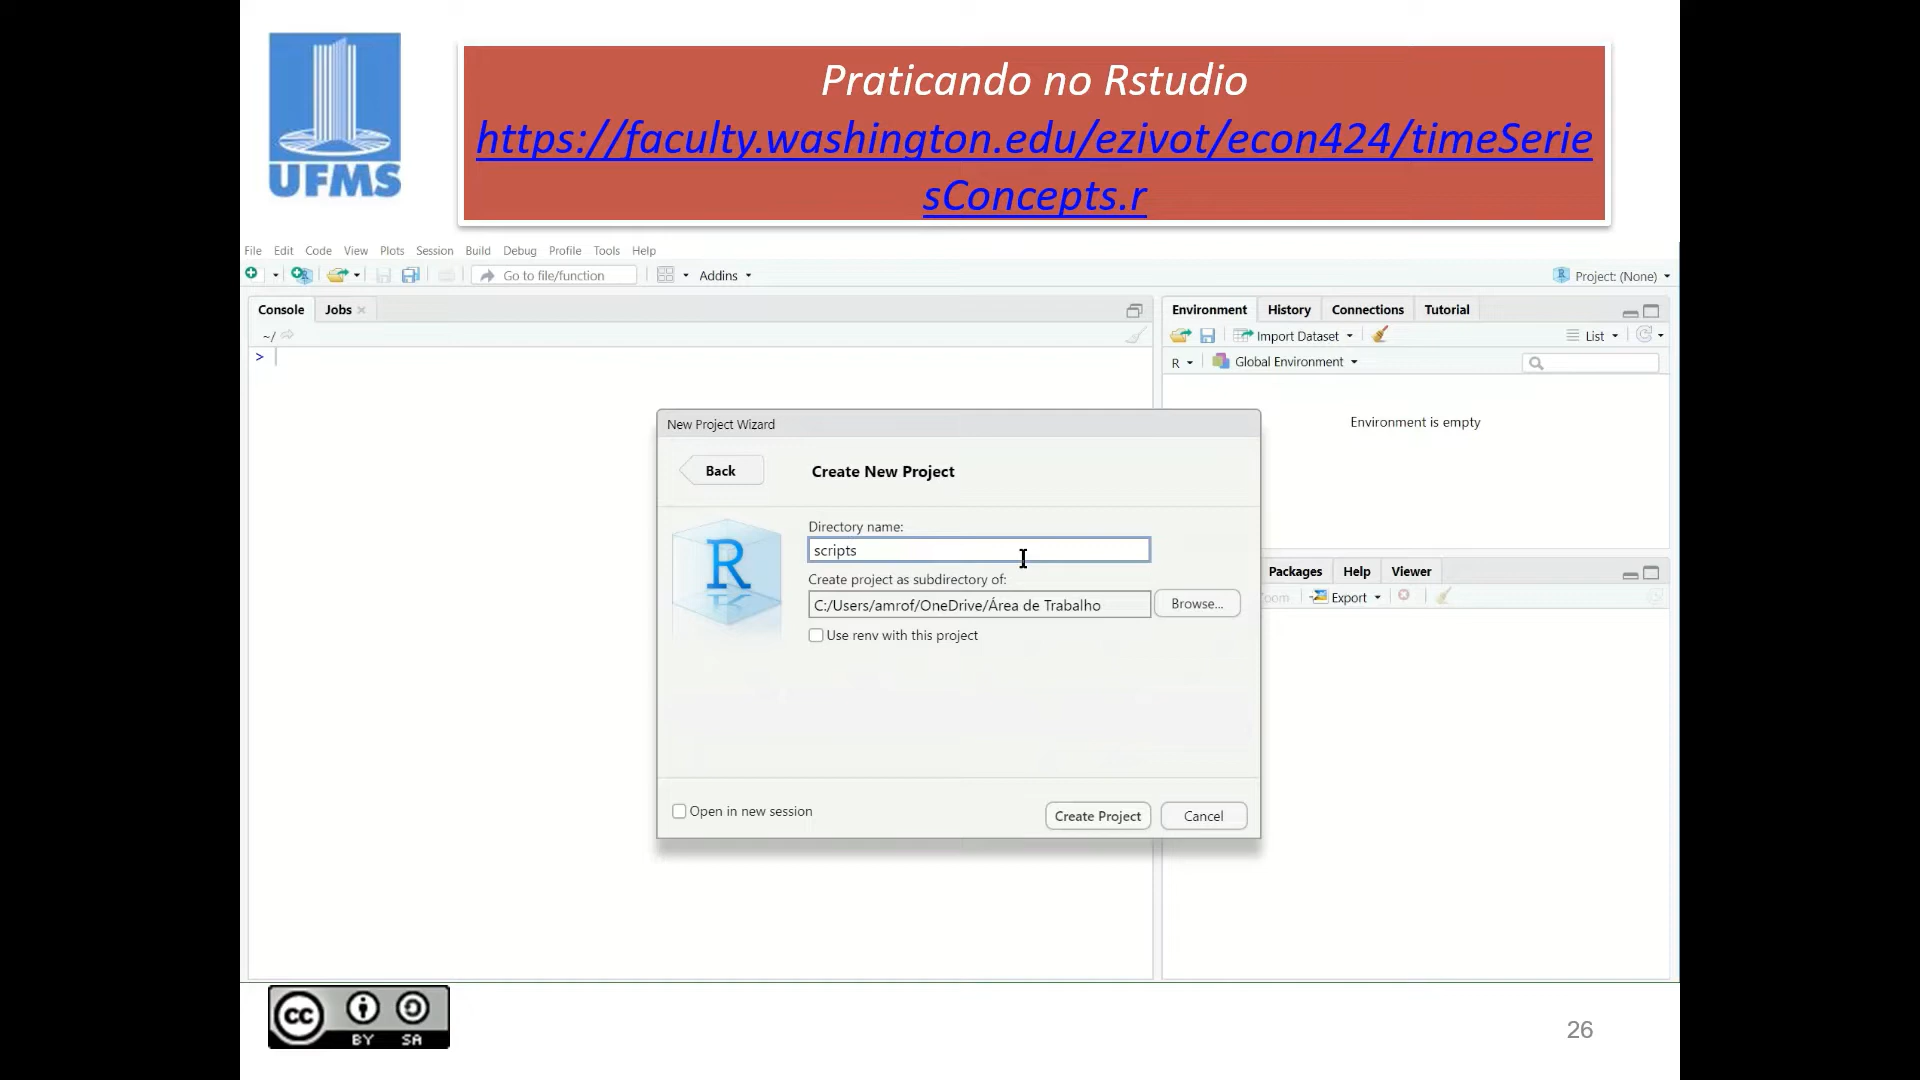 UFMS
Praticando no Rstudio
https://faculty.washington.edu/ezivot/econ424/timeSerie
sConcepts.r
File Edit Code View Plots Session Build Debug Profile Tools Help
Go to file/function Addins Project: (None)
Console Jobs
~/
>
Environment History Connections Tutorial
Import Dataset List
R Global Environment
Environment is empty
New Project Wizard
Back Create New Project
R
Directory name:
scripts
Create project as subdirectory of:
C:/Users/amrof/OneDrive/Área de Trabalho Browse...
Use renv with this project
Open in new session Create Project Cancel
Packages Help Viewer
oom Export
cc BY SA
26